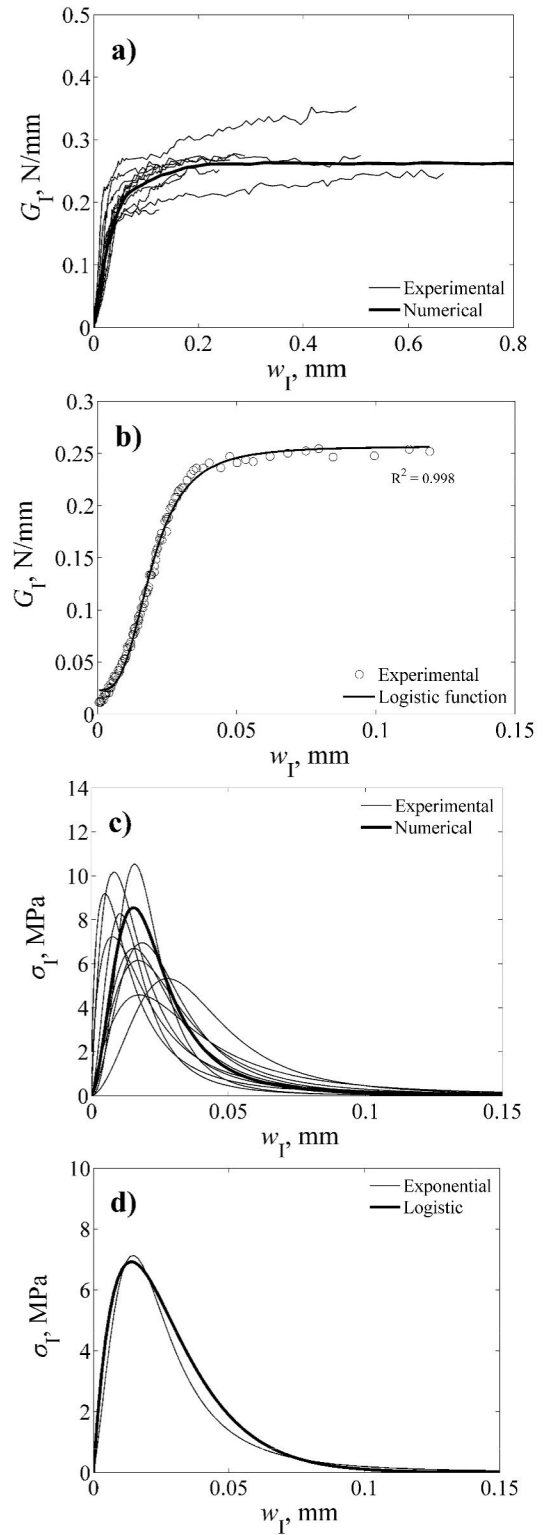 a)
0.5
0.4
0.3
0.2
0.1
0
G_I, N/mm
Experimental
Numerical
0 0.2 0.4 0.6 0.8
w_I, mm
b)
0.3
0.25
0.2
0.15
0.1
0.05
0
G_I, N/mm
R² = 0.998
Experimental
Logistic function
0 0.05 0.1 0.15
w_I, mm
c)
14
12
10
8
6
4
2
0
σ_I, MPa
Experimental
Numerical
0 0.05 0.1 0.15
w_I, mm
d)
10
8
6
4
2
0
σ_I, MPa
Exponential
Logistic
0 0.05 0.1 0.15
w_I, mm